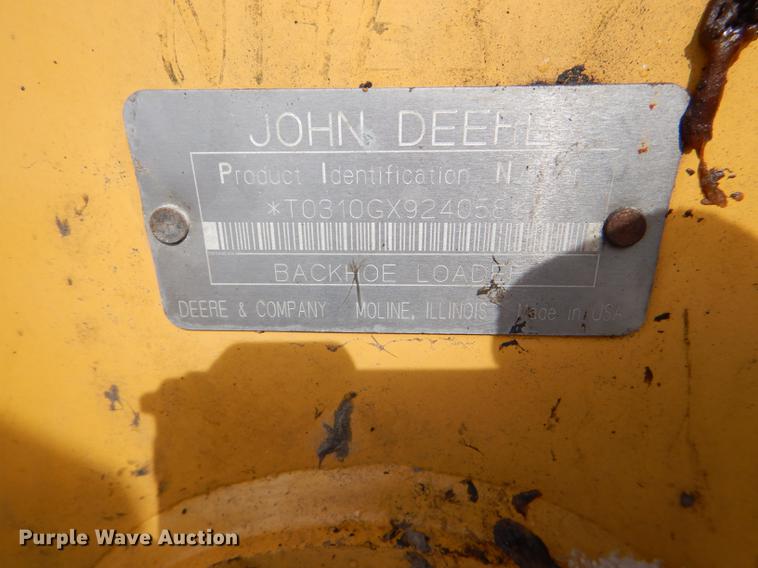 JOHN DEERE
Product Identification Number
*T0310GX924058*
BACKHOE LOADER
DEERE & COMPANY MOLINE, ILLINOIS Made in USA
Purple Wave Auction